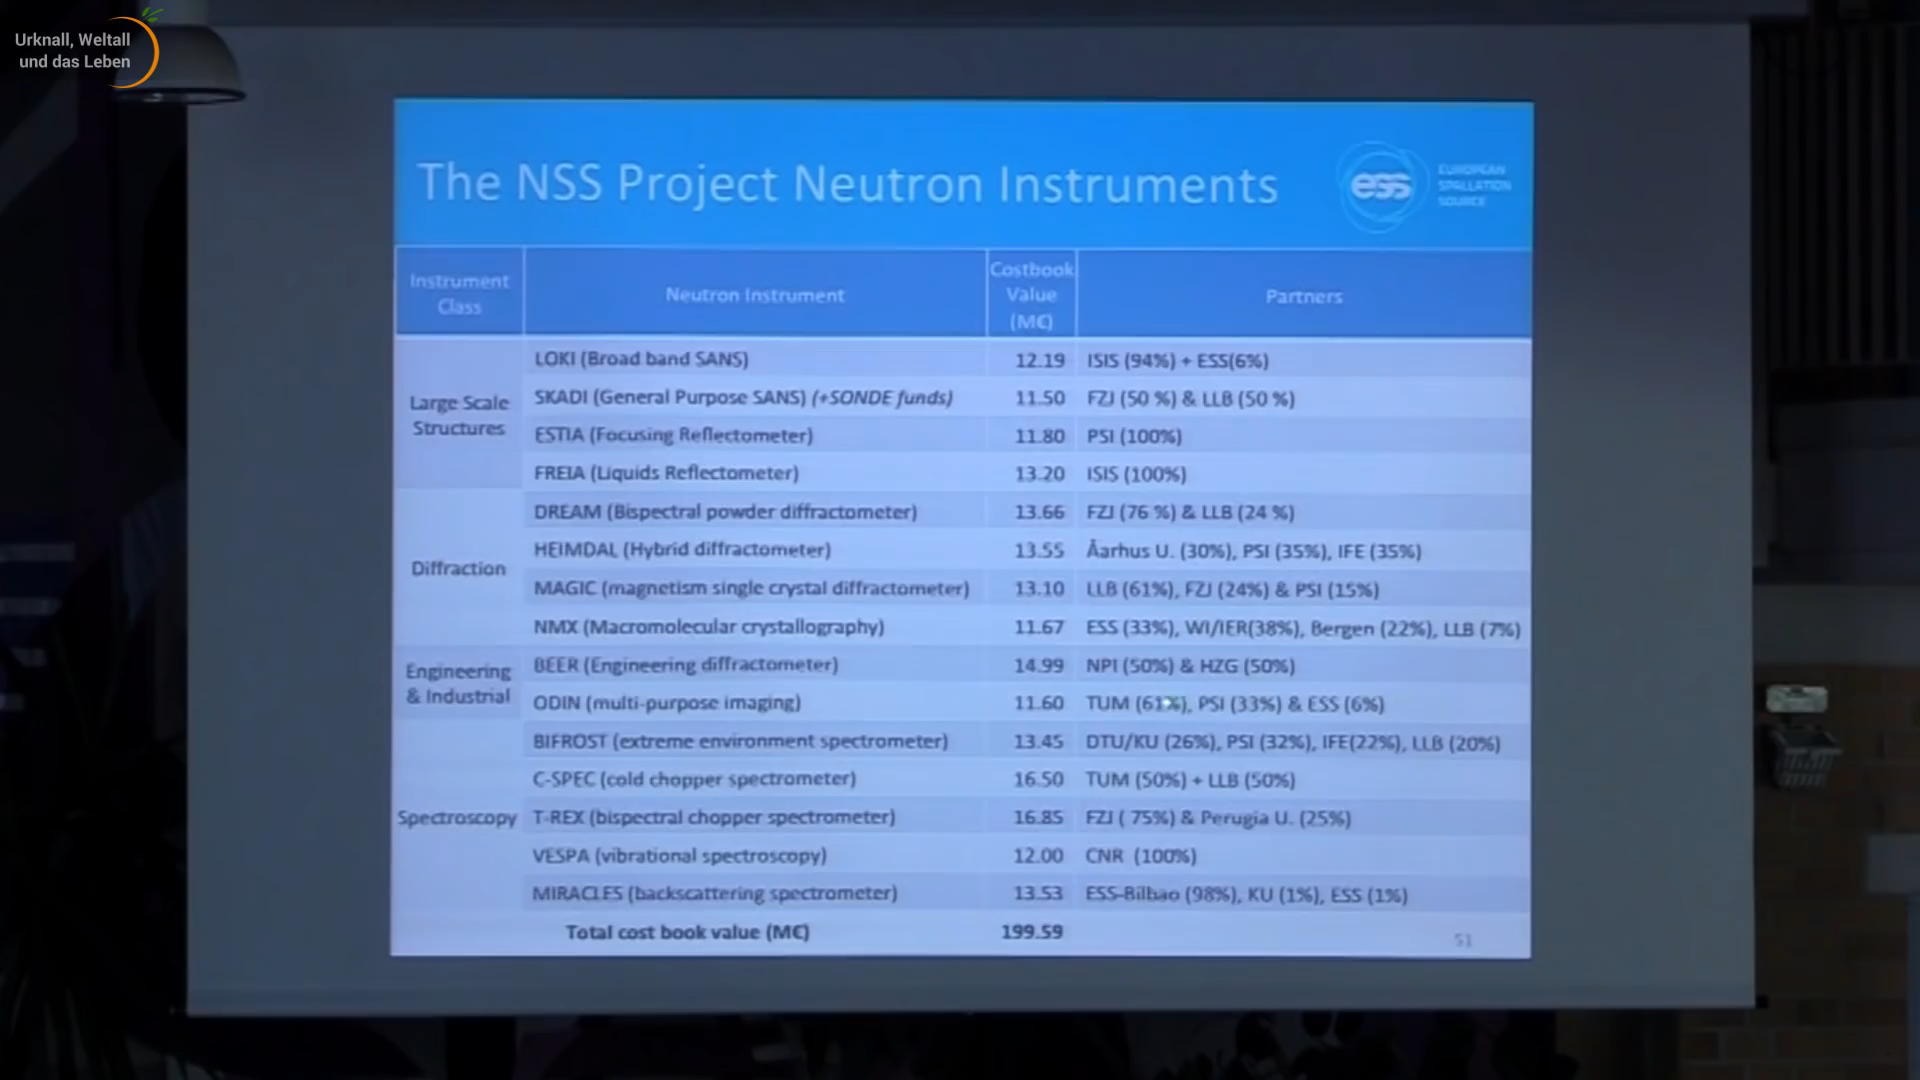 Urknall, Weltall
und das Leben
The NSS Project Neutron Instruments
ess
EUROPEAN
SPALLATION
SOURCE
Instrument
Class
Neutron Instrument
Costbook
Value
(M€)
Partners
Large Scale
Structures
LOKI (Broad band SANS) 12.19 ISIS (94%) + ESS(6%)
SKADI (General Purpose SANS) (+SONDE funds) 11.50 FZJ (50 %) & LLB (50 %)
ESTIA (Focusing Reflectometer) 11.80 PSI (100%)
FREIA (Liquids Reflectometer) 13.20 ISIS (100%)
Diffraction
DREAM (Bispectral powder diffractometer) 13.66 FZJ (76 %) & LLB (24 %)
HEIMDAL (Hybrid diffractometer) 13.55 Åarhus U. (30%), PSI (35%), IFE (35%)
MAGIC (magnetism single crystal diffractometer) 13.10 LLB (61%), FZJ (24%) & PSI (15%)
NMX (Macromolecular crystallography) 11.67 ESS (33%), WI/IER(38%), Bergen (22%), LLB (7%)
Engineering
& Industrial
BEER (Engineering diffractometer) 14.99 NPI (50%) & HZG (50%)
ODIN (multi-purpose imaging) 11.60 TUM (61%), PSI (33%) & ESS (6%)
Spectroscopy
BIFROST (extreme environment spectrometer) 13.45 DTU/KU (26%), PSI (32%), IFE(22%), LLB (20%)
C-SPEC (cold chopper spectrometer) 16.50 TUM (50%) + LLB (50%)
T-REX (bispectral chopper spectrometer) 16.85 FZJ ( 75%) & Perugia U. (25%)
VESPA (vibrational spectroscopy) 12.00 CNR (100%)
MIRACLES (backscattering spectrometer) 13.53 ESS-Bilbao (98%), KU (1%), ESS (1%)
Total cost book value (M€) 199.59
51